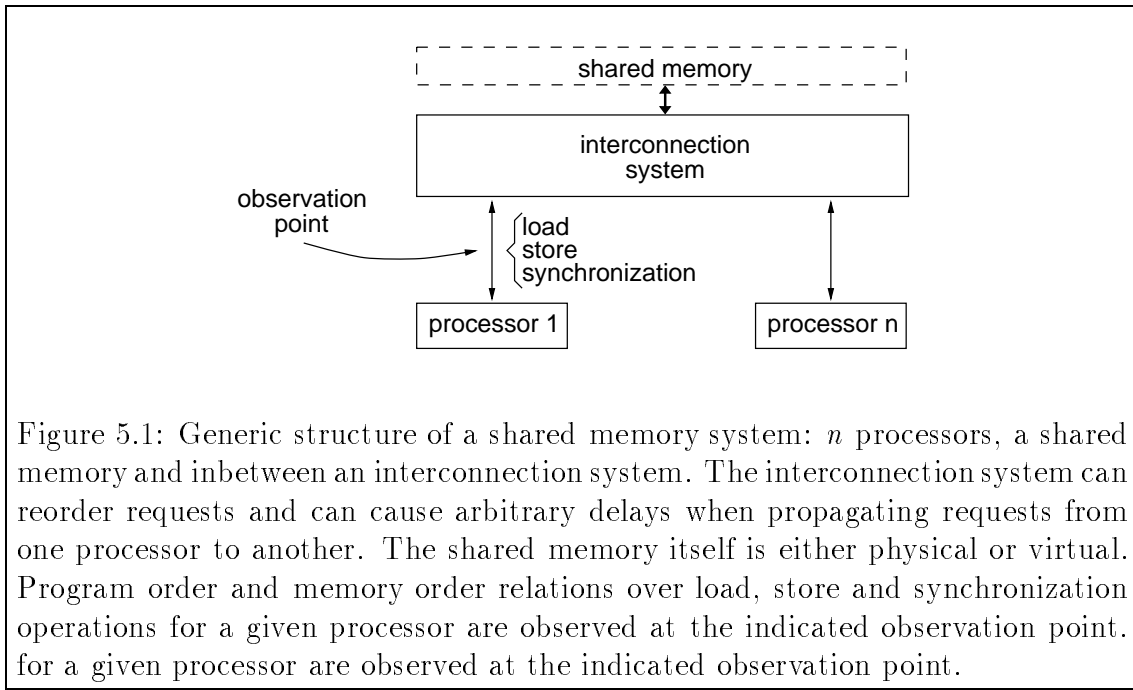 shared memory
interconnection
system
observation
point
load
store
synchronization
processor 1
processor n
Figure 5.1: Generic structure of a shared memory system: n processors, a shared
memory and inbetween an interconnection system. The interconnection system can
reorder requests and can cause arbitrary delays when propagating requests from
one processor to another. The shared memory itself is either physical or virtual.
Program order and memory order relations over load, store and synchronization
operations for a given processor are observed at the indicated observation point.
for a given processor are observed at the indicated observation point.